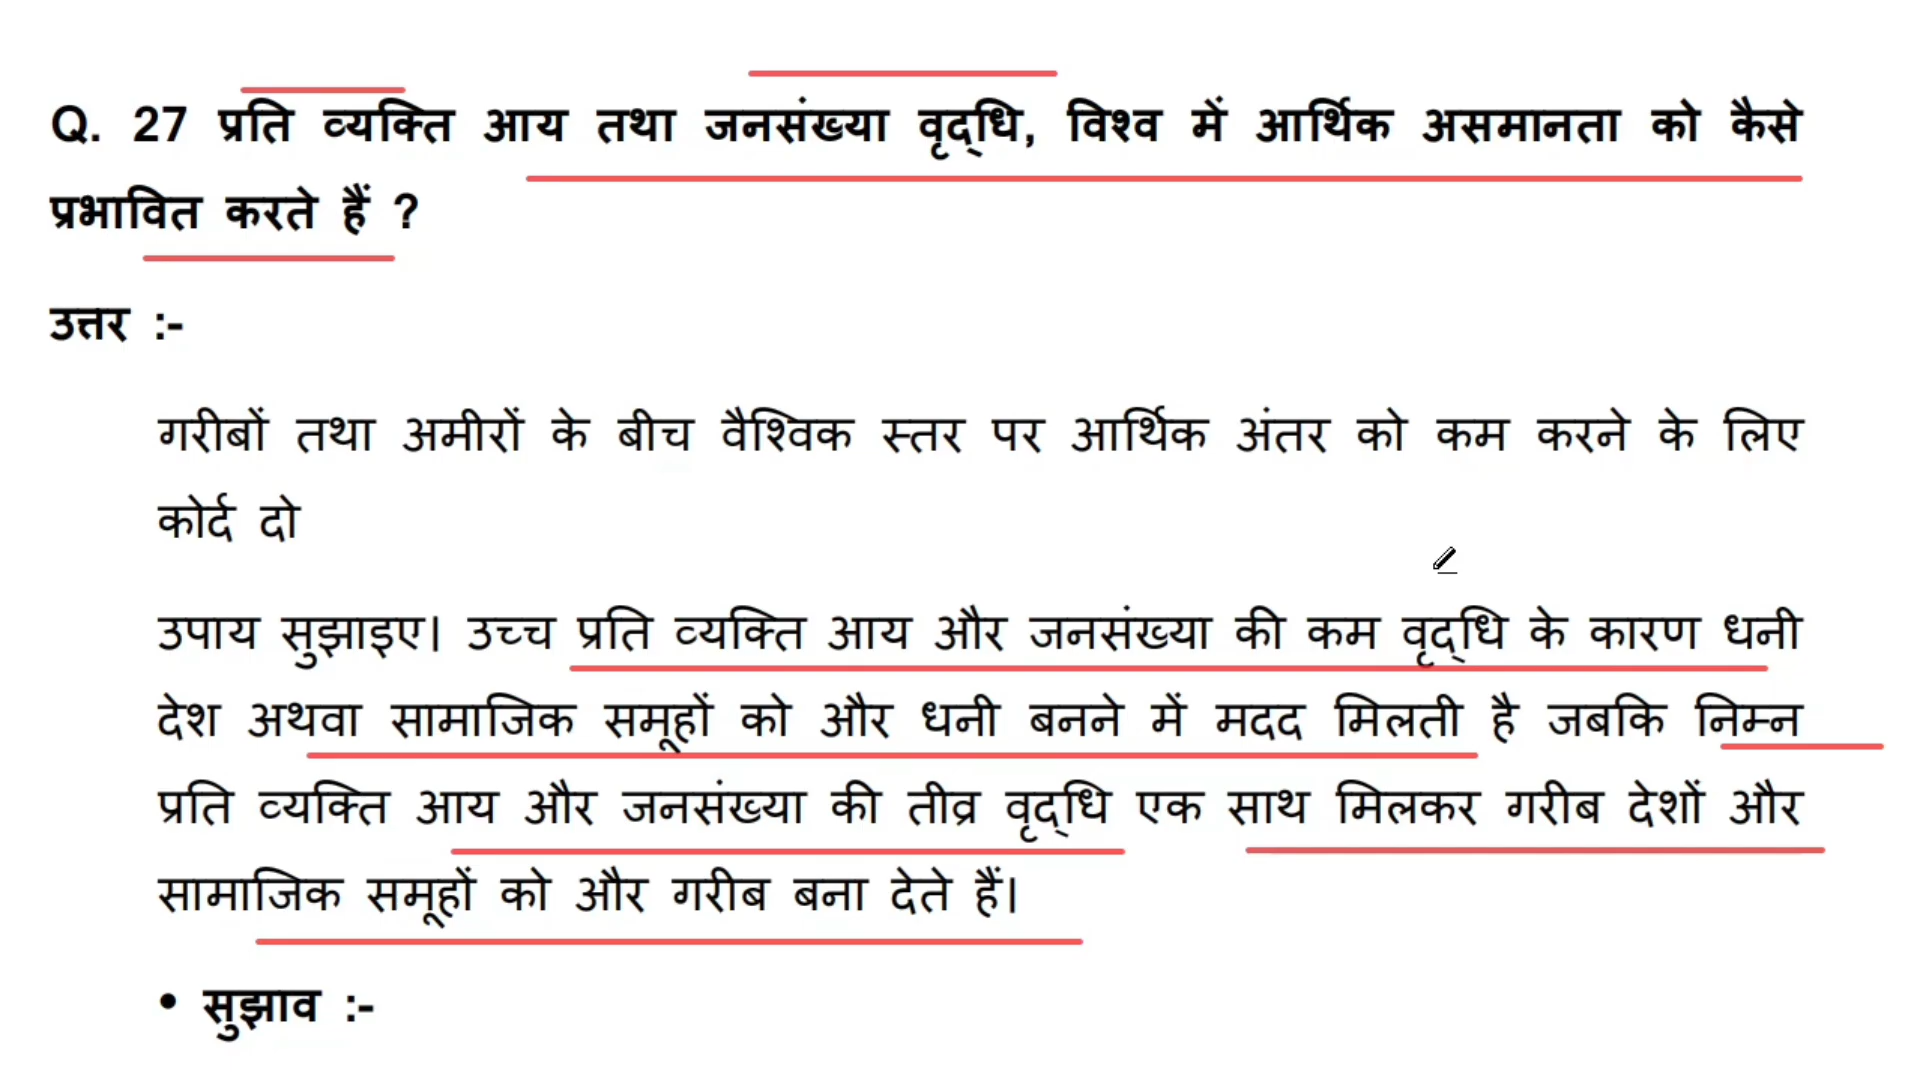 Q. 27 प्रति व्यक्ति आय तथा जनसंख्या वृद्धि, विश्व में आर्थिक असमानता को कैसे
प्रभावित करते हैं ?
उत्तर :-
गरीबों तथा अमीरों के बीच वैश्विक स्तर पर आर्थिक अंतर को कम करने के लिए
कोर्द दो
उपाय सुझाइए। उच्च प्रति व्यक्ति आय और जनसंख्या की कम वृद्धि के कारण धनी
देश अथवा सामाजिक समूहों को और धनी बनने में मदद मिलती है जबकि निम्न
प्रति व्यक्ति आय और जनसंख्या की तीव्र वृद्धि एक साथ मिलकर गरीब देशों और
सामाजिक समूहों को और गरीब बना देते हैं।
• सुझाव :-